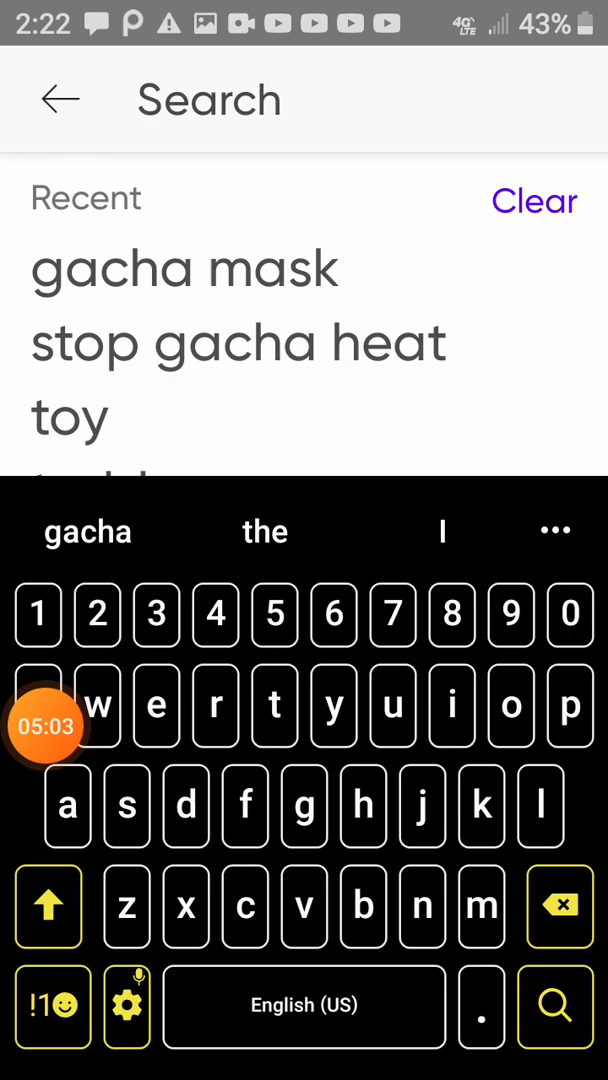 2:22 4G LTE 43%
Search
Recent Clear
gacha mask
stop gacha heat
toy
gacha the I ...
1 2 3 4 5 6 7 8 9 0
w e r t y u i o p
05:03
a s d f g h j k l
z x c v b n m
!1 English (US) .